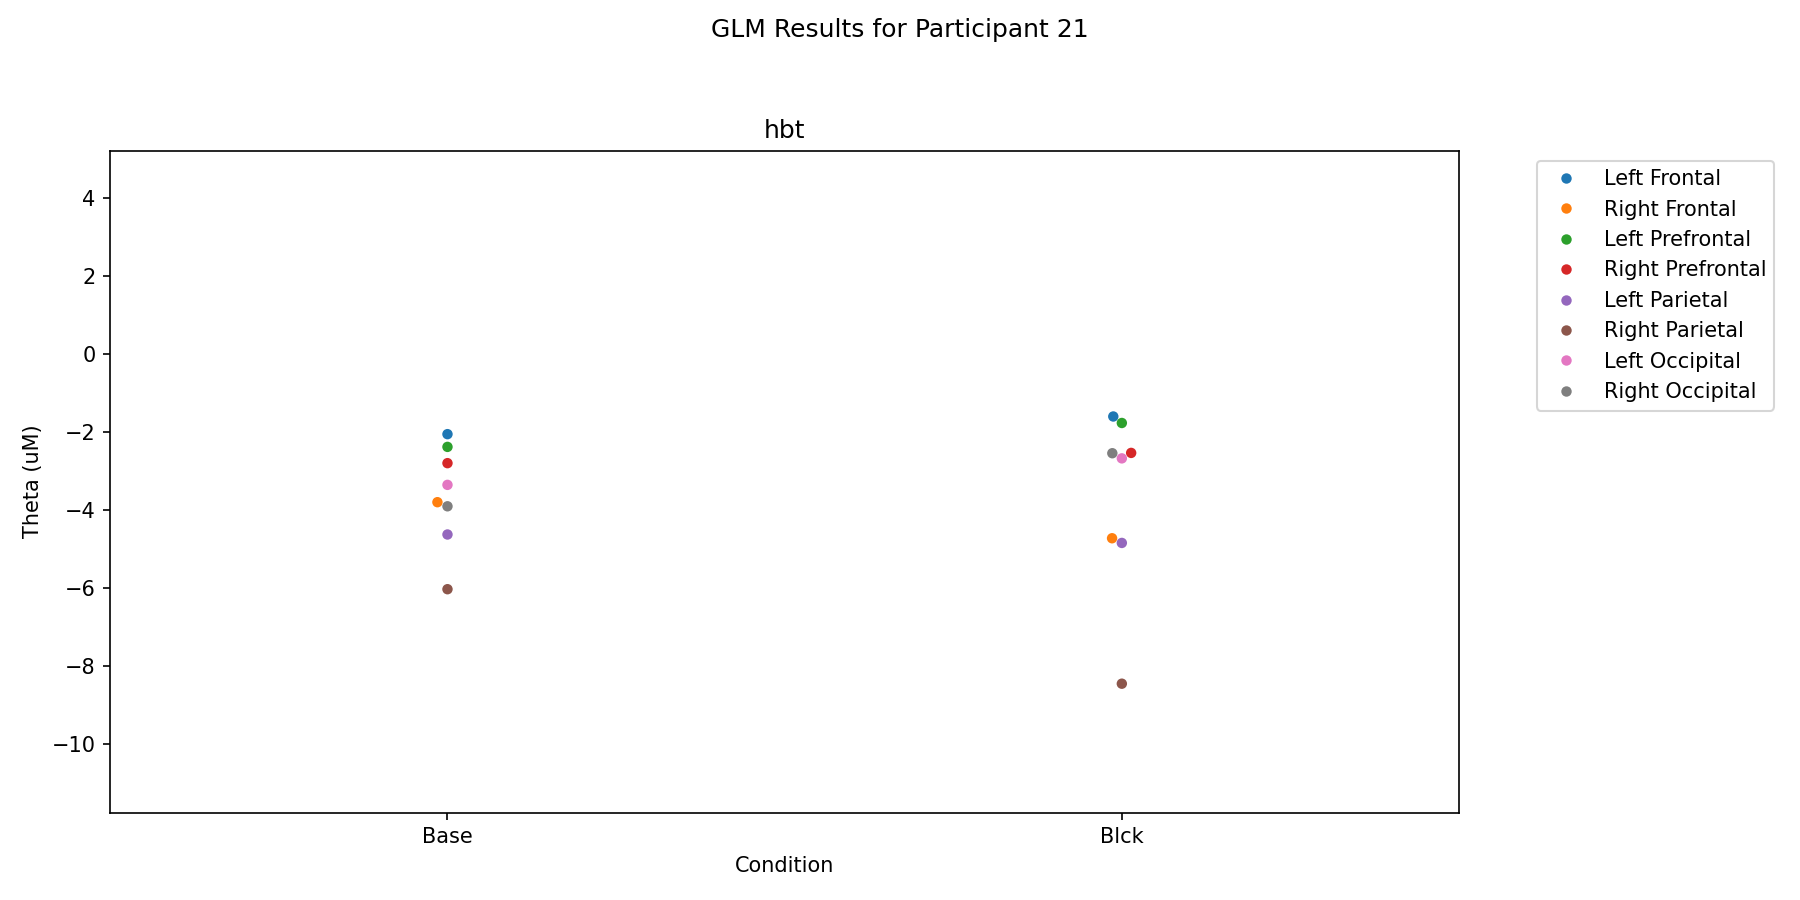 GLM Results for Participant 21
hbt
4
2
0
−2
−4
−6
−8
−10
Theta (uM)
Base
Blck
Condition
Left Frontal
Right Frontal
Left Prefrontal
Right Prefrontal
Left Parietal
Right Parietal
Left Occipital
Right Occipital